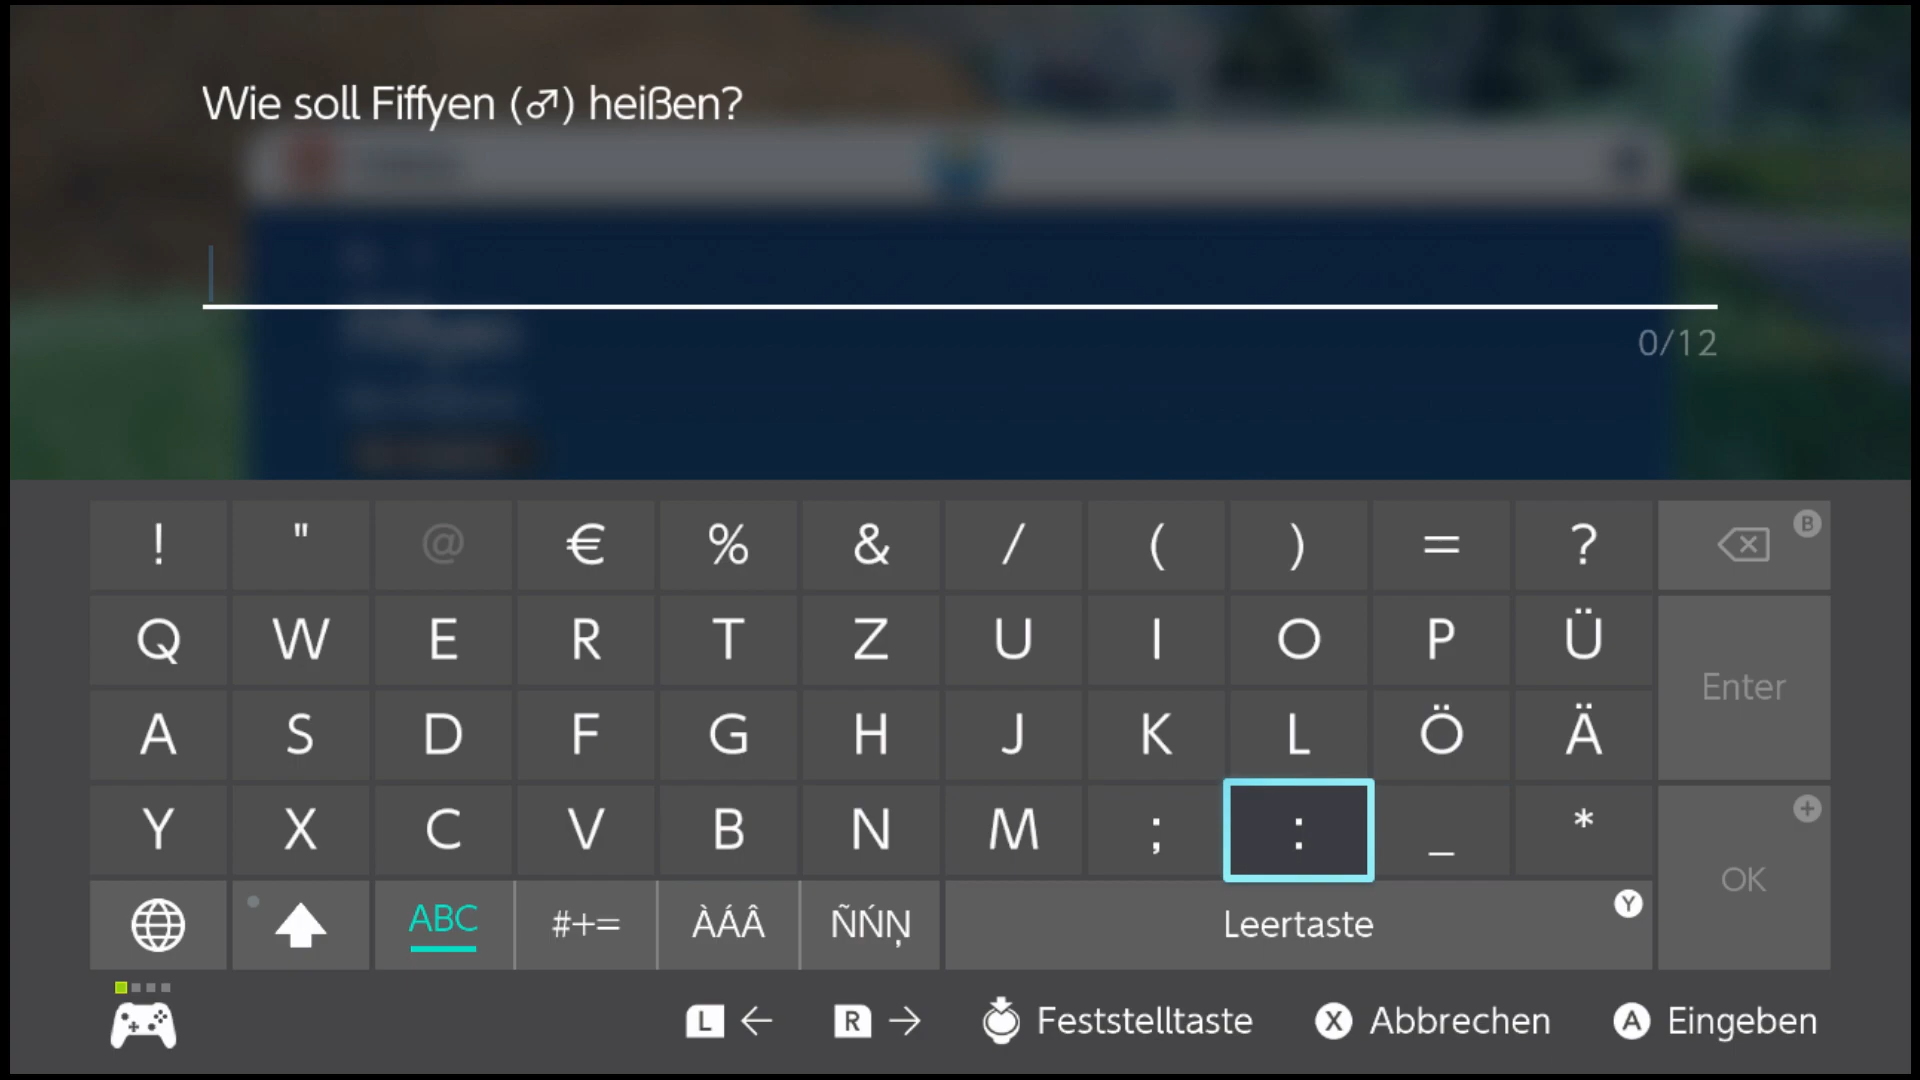 Wie soll Fiffyen (♂) heißen?
0/12
! " @ € % & / ( ) = ? B
Q W E R T Z U I O P Ü
Enter
A S D F G H J K L Ö Ä
Y X C V B N M ; : _ * +
OK
ABC #+= ÀÁÂ ÑŃŅ Leertaste Y
L ← R → Feststelltaste X Abbrechen A Eingeben